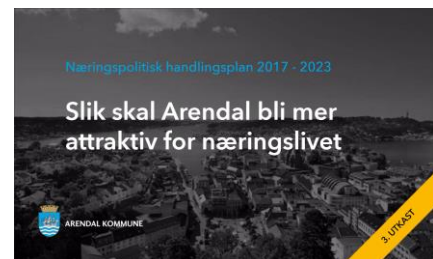 Næringspolitisk handlingsplan 2017 - 2023
Slik skal Arendal bli mer
attraktiv for næringslivet
ARENDAL KOMMUNE
3. UTKAST